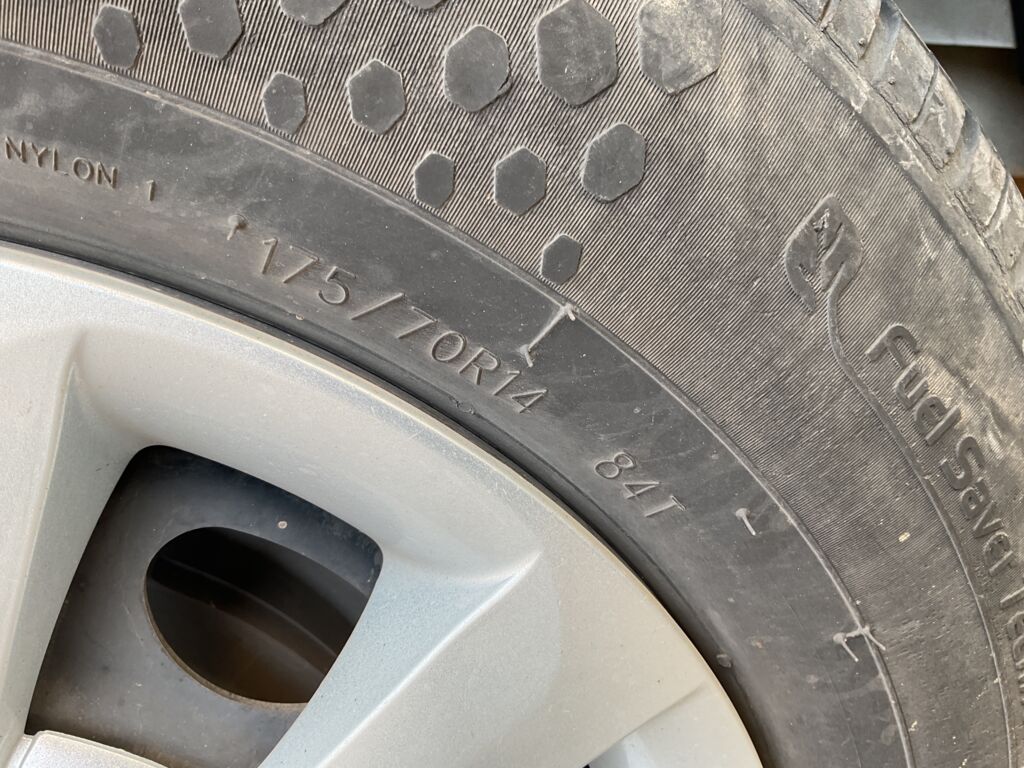 NYLON 1
175/70R14 84T
Fuel Saver